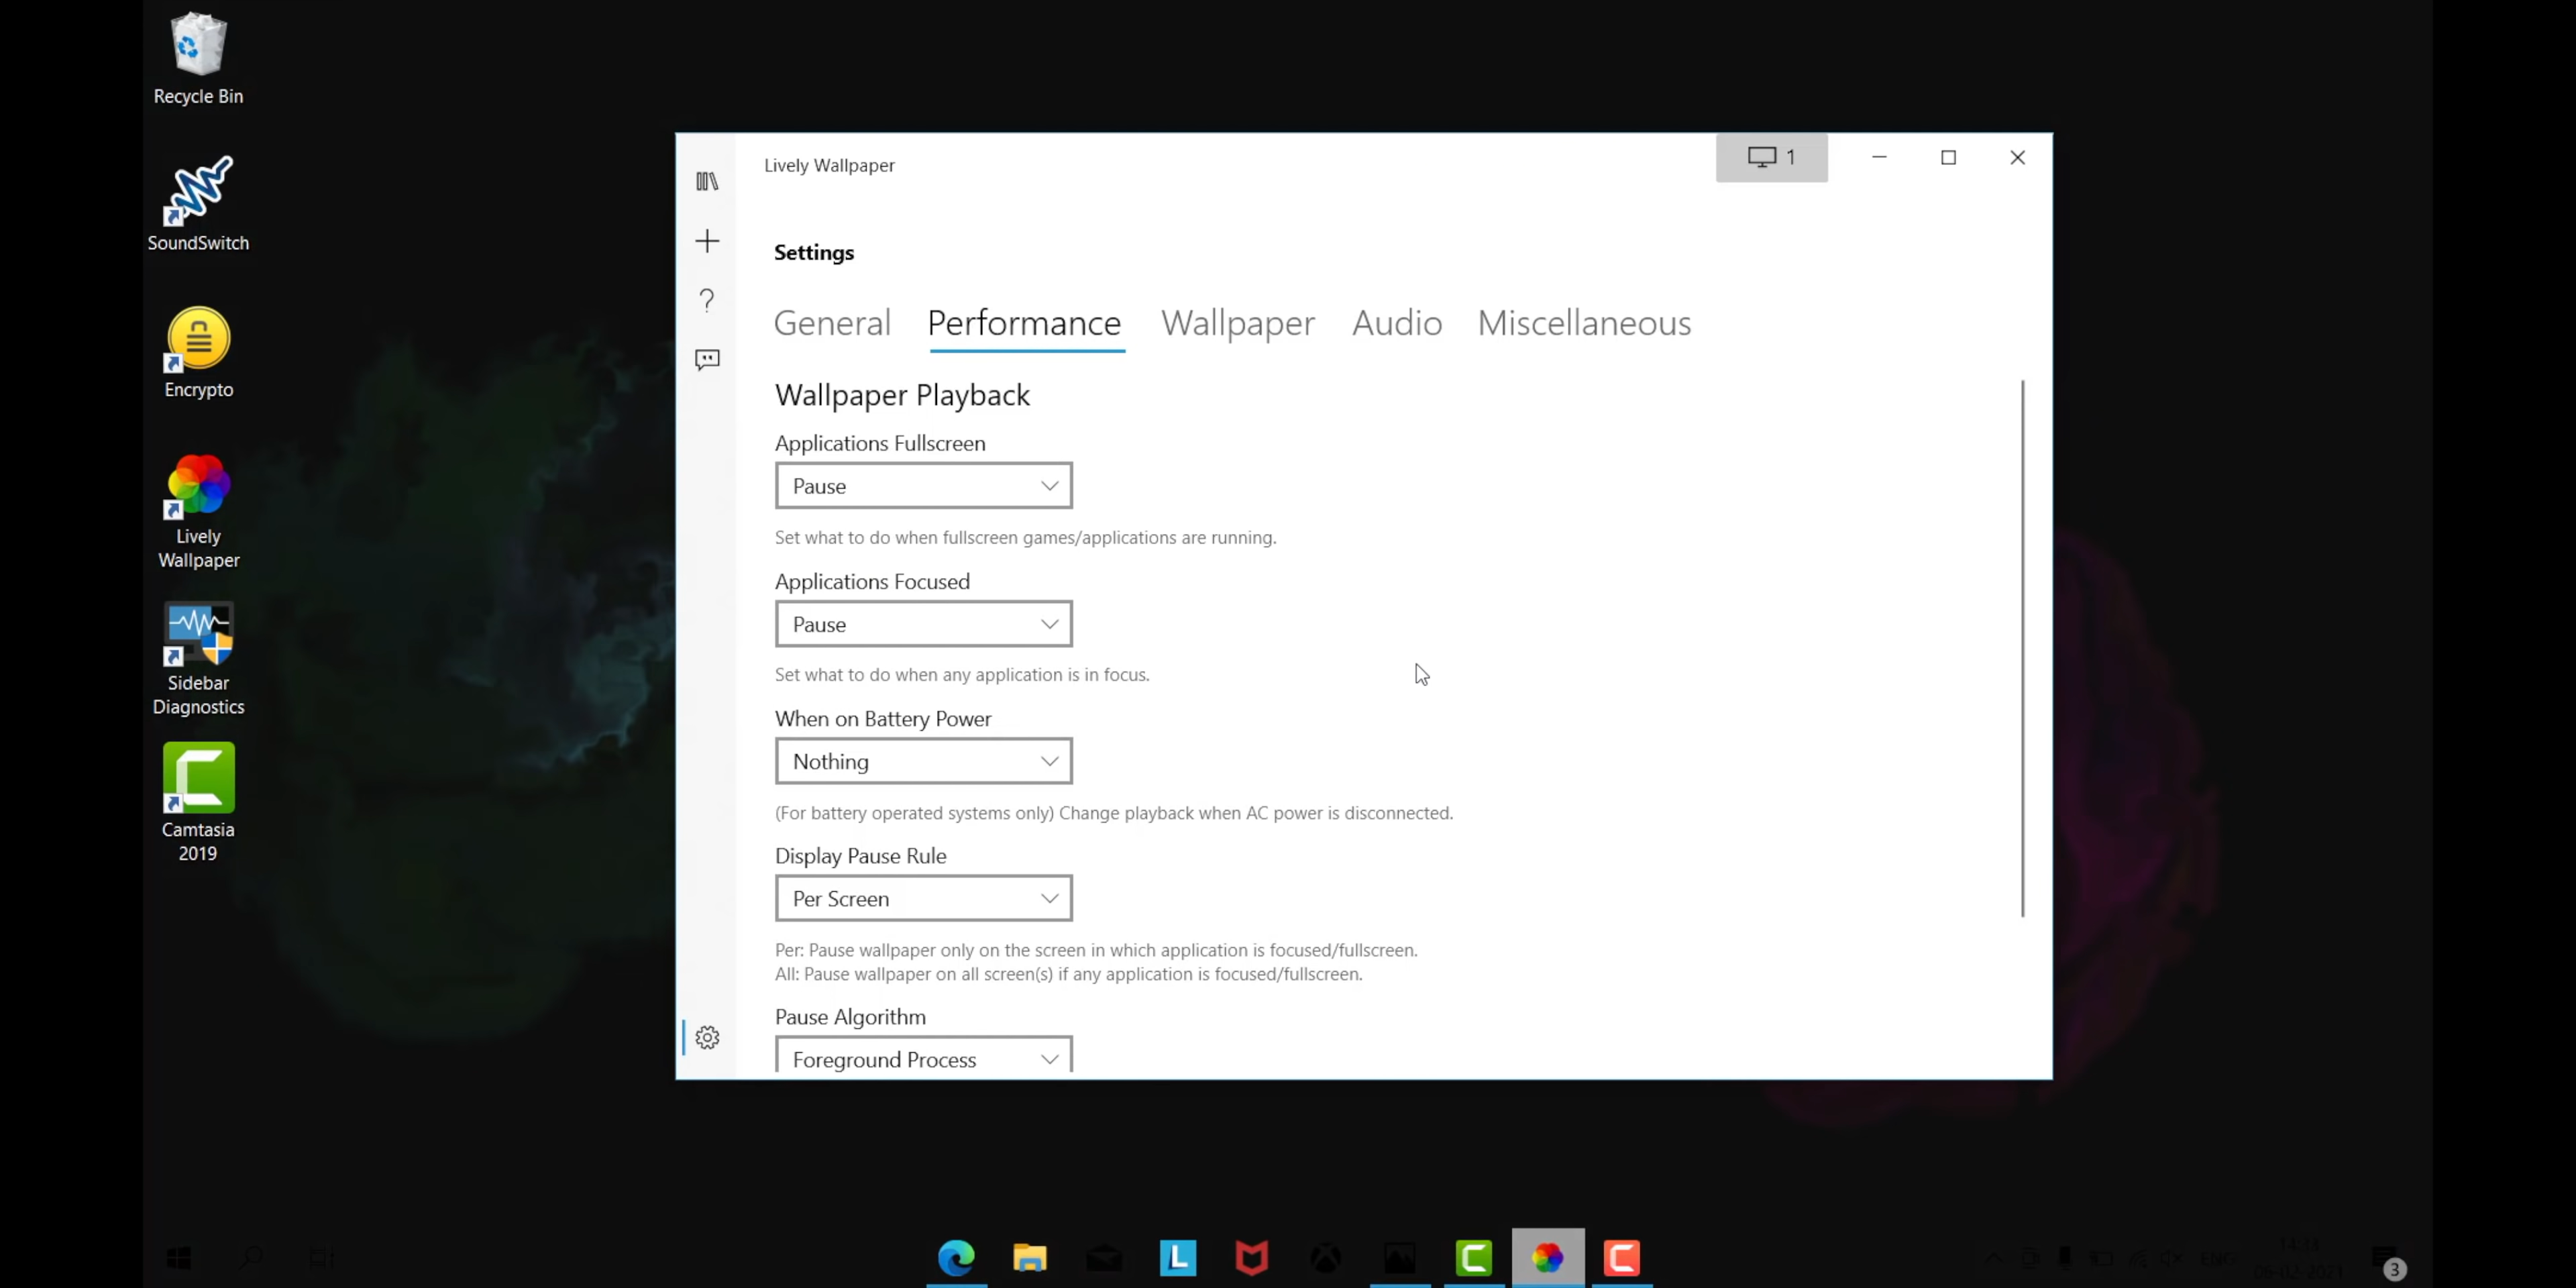 Recycle Bin
SoundSwitch
Encrypto
Lively
Wallpaper
Sidebar
Diagnostics
Camtasia
2019
Lively Wallpaper
1
Settings
General Performance Wallpaper Audio Miscellaneous
Wallpaper Playback
Applications Fullscreen
Pause
Set what to do when fullscreen games/applications are running.
Applications Focused
Pause
Set what to do when any application is in focus.
When on Battery Power
Nothing
(For battery operated systems only) Change playback when AC power is disconnected.
Display Pause Rule
Per Screen
Per: Pause wallpaper only on the screen in which application is focused/fullscreen.
All: Pause wallpaper on all screen(s) if any application is focused/fullscreen.
Pause Algorithm
Foreground Process
L
ENG
3